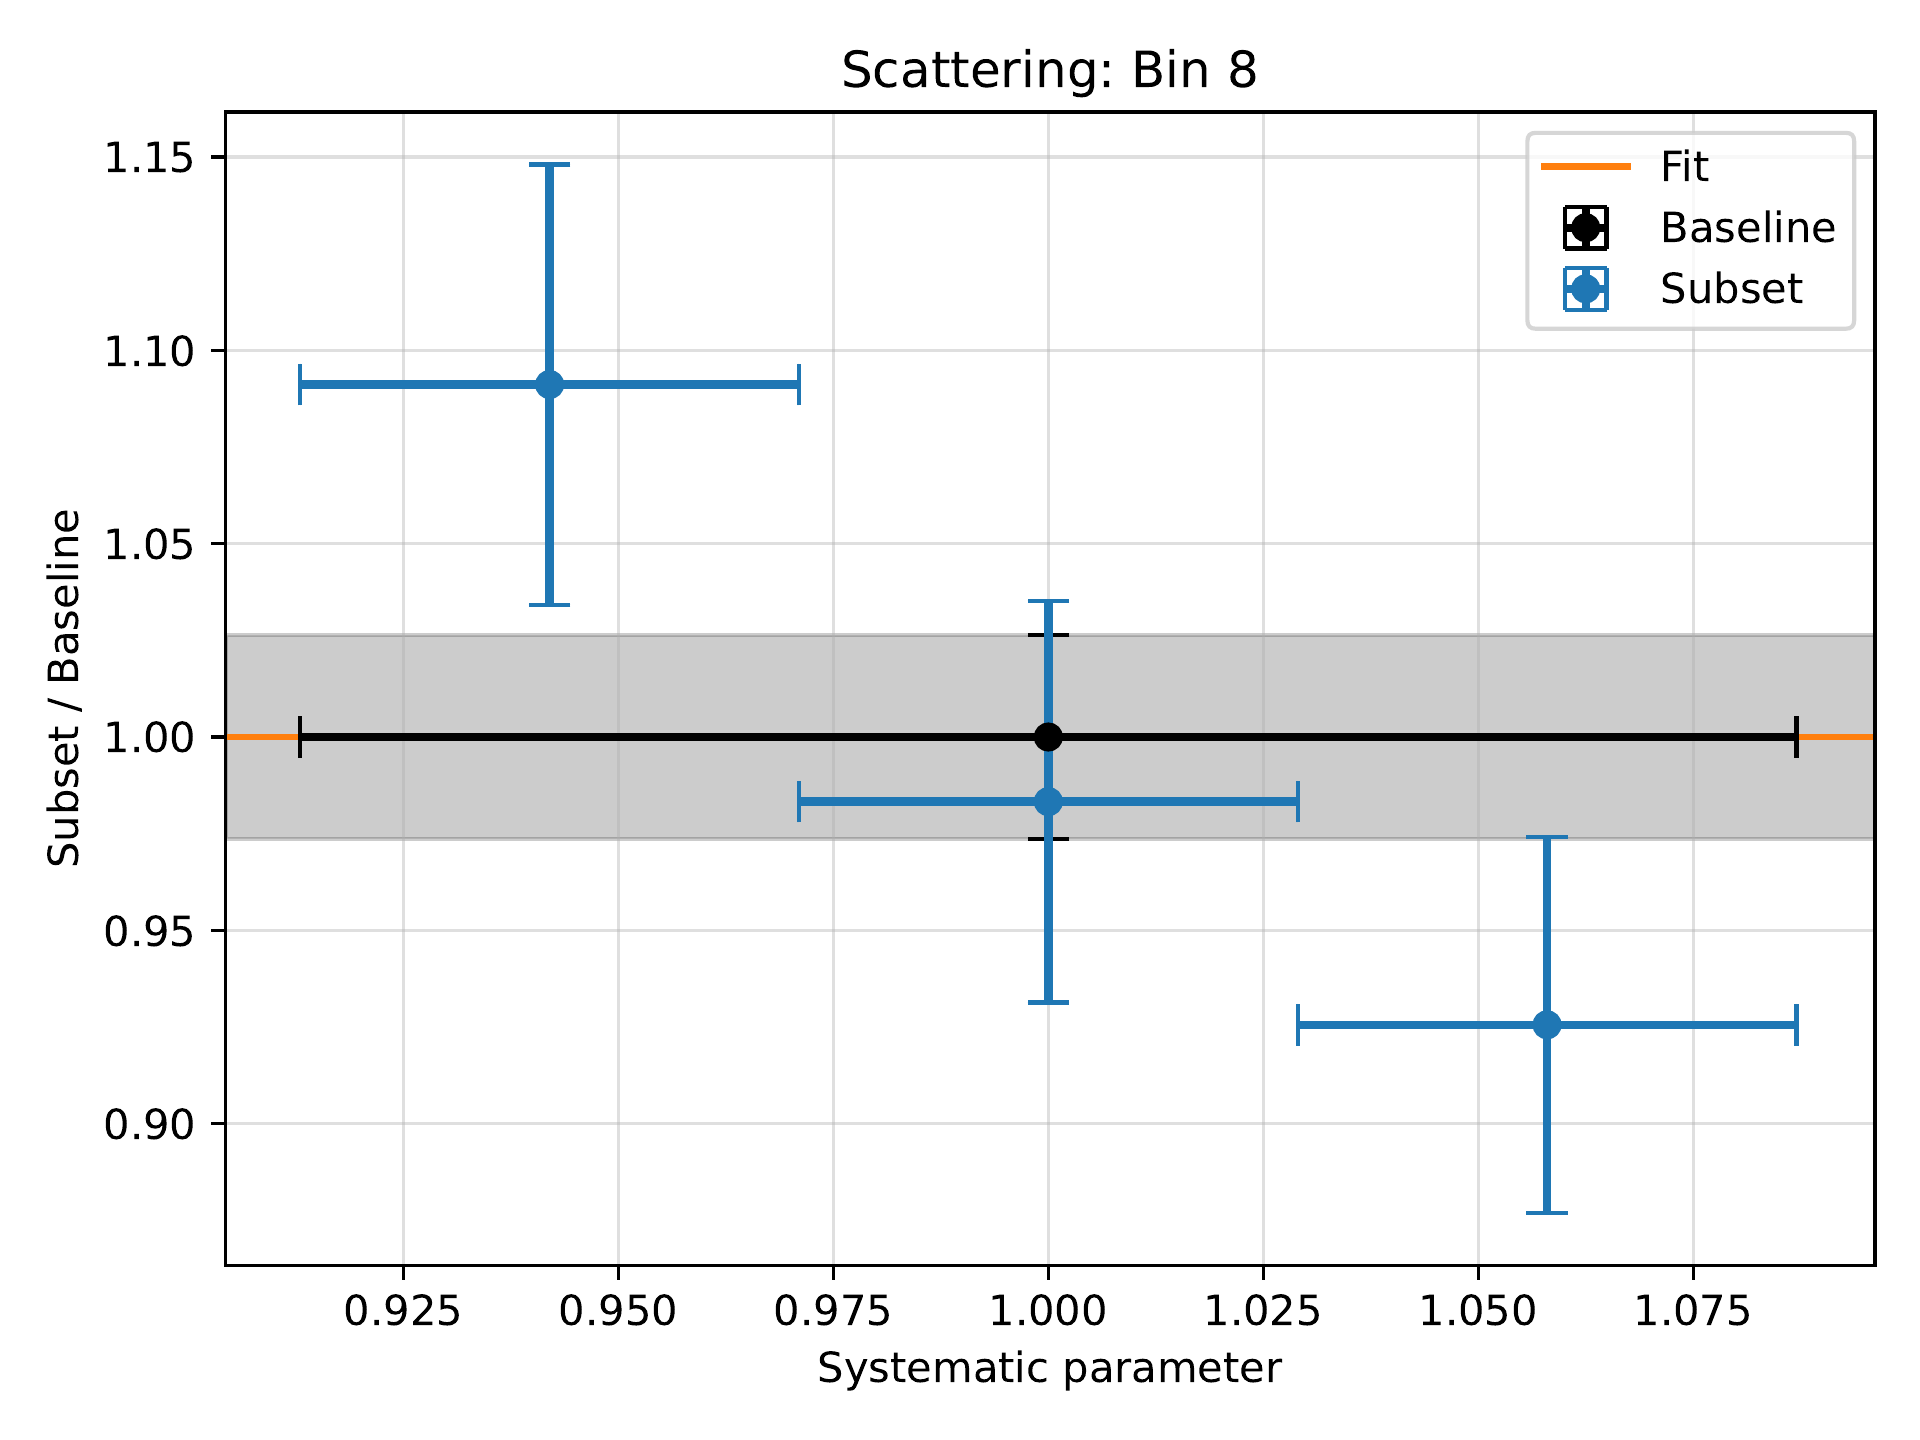 Scattering: Bin 8
Fit
Baseline
Subset
Subset / Baseline
1.15
1.10
1.05
1.00
0.95
0.90
0.925 0.950 0.975 1.000 1.025 1.050 1.075
Systematic parameter